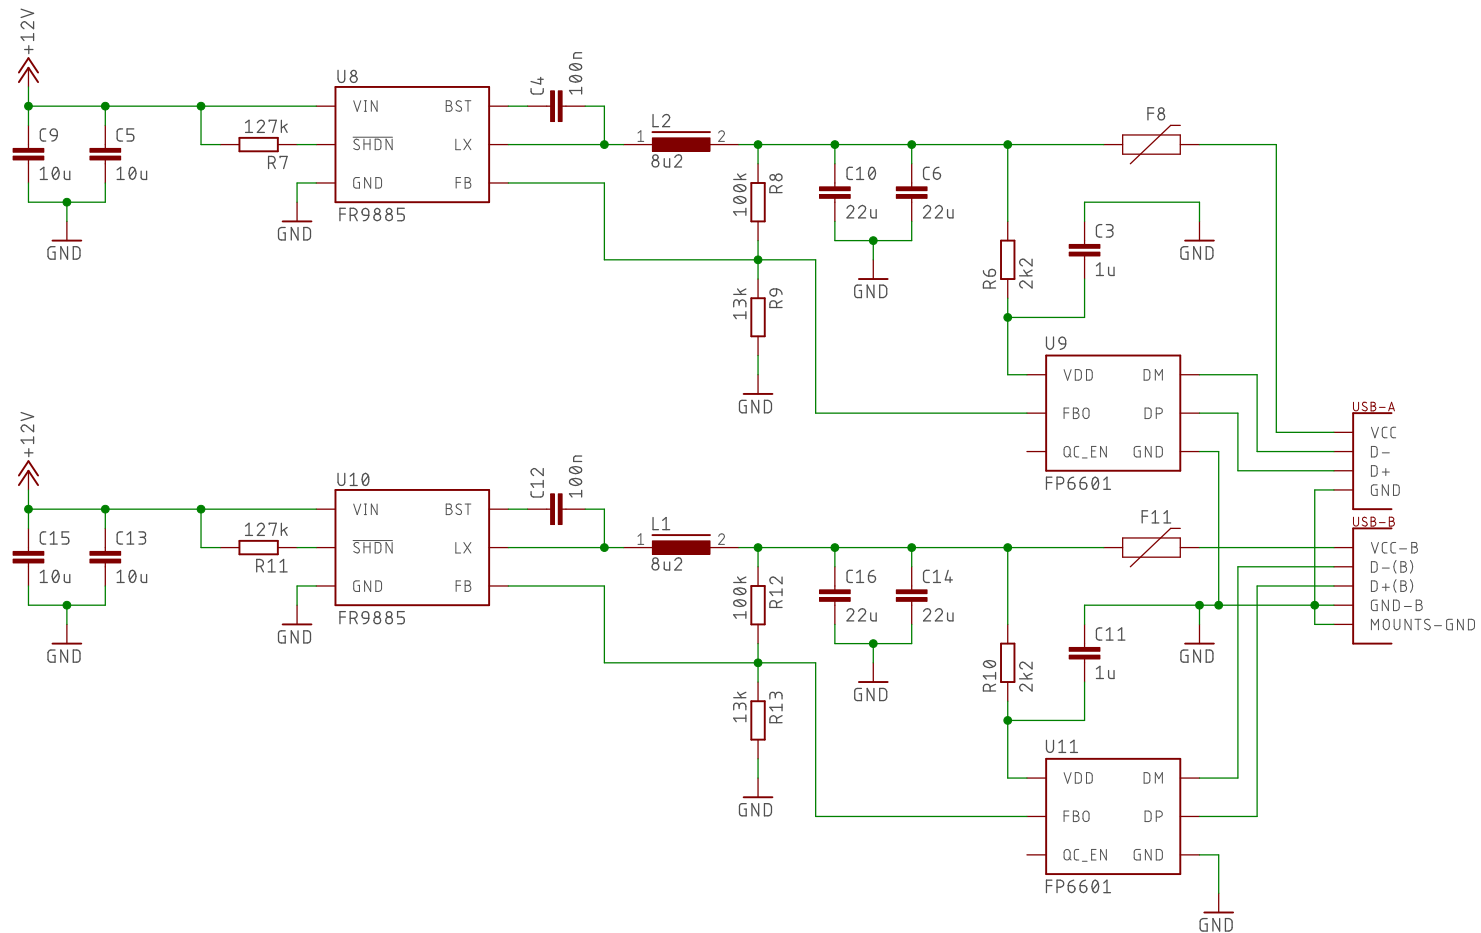 +12V
C9
10u
C5
10u
GND
127k
R7
U8
VIN
SHDN
GND
BST
LX
FB
FR9885
GND
C4
100n
L2
1
2
8u2
100k
R8
13k
R9
GND
C10
22u
C6
22u
GND
R6
2k2
C3
1u
GND
F8
U9
VDD
FBO
QC_EN
DM
DP
GND
FP6601
USB-A
VCC
D-
D+
GND
+12V
C15
10u
C13
10u
GND
127k
R11
U10
VIN
SHDN
GND
BST
LX
FB
FR9885
GND
C12
100n
L1
1
2
8u2
100k
R12
13k
R13
GND
C16
22u
C14
22u
GND
R10
2k2
C11
1u
GND
F11
USB-B
VCC-B
D-(B)
D+(B)
GND-B
MOUNTS-GND
U11
VDD
FBO
QC_EN
DM
DP
GND
FP6601
GND